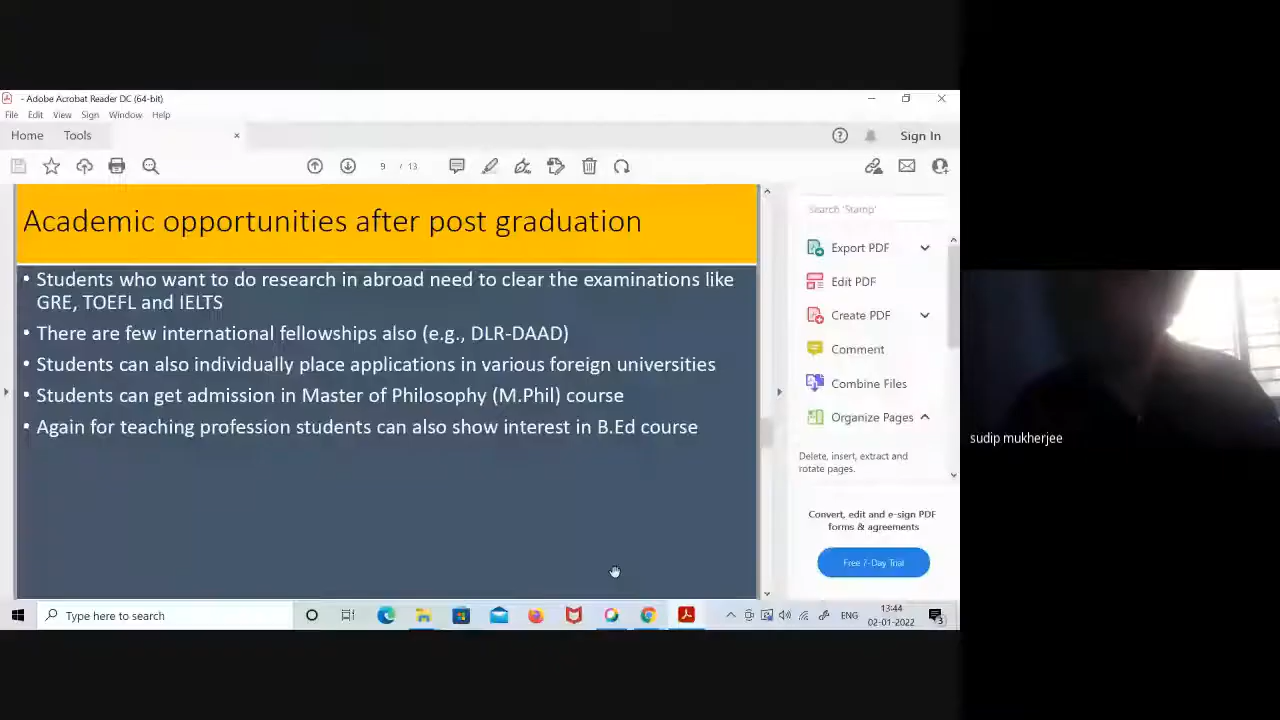 - Adobe Acrobat Reader DC (64-bit)
File Edit View Sign Window Help
Home Tools
Sign In
9 / 13
Academic opportunities after post graduation
• Students who want to do research in abroad need to clear the examinations like
GRE, TOEFL and IELTS
• There are few international fellowships also (e.g., DLR-DAAD)
• Students can also individually place applications in various foreign universities
• Students can get admission in Master of Philosophy (M.Phil) course
• Again for teaching profession students can also show interest in B.Ed course
Search 'Stamp'
Export PDF
Edit PDF
Create PDF
Comment
Combine Files
Organize Pages
Delete, insert, extract and
rotate pages.
Convert, edit and e-sign PDF
forms & agreements
Free 7-Day Trial
sudip mukherjee
Type here to search
ENG
13:44
02-01-2022
3